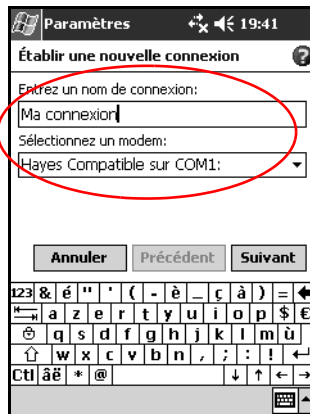 Paramètres 19:41
Établir une nouvelle connexion ?
Entrez un nom de connexion:
Ma connexion
Sélectionnez un modem:
Hayes Compatible sur COM1:
Annuler Précédent Suivant
123 & é " ' ( - è _ ç à ) =
a z e r t y u i o p $ €
q s d f g h j k l m ù
w x c v b n , ; : !
Ctl áë * @ ↓ ↑ ← →